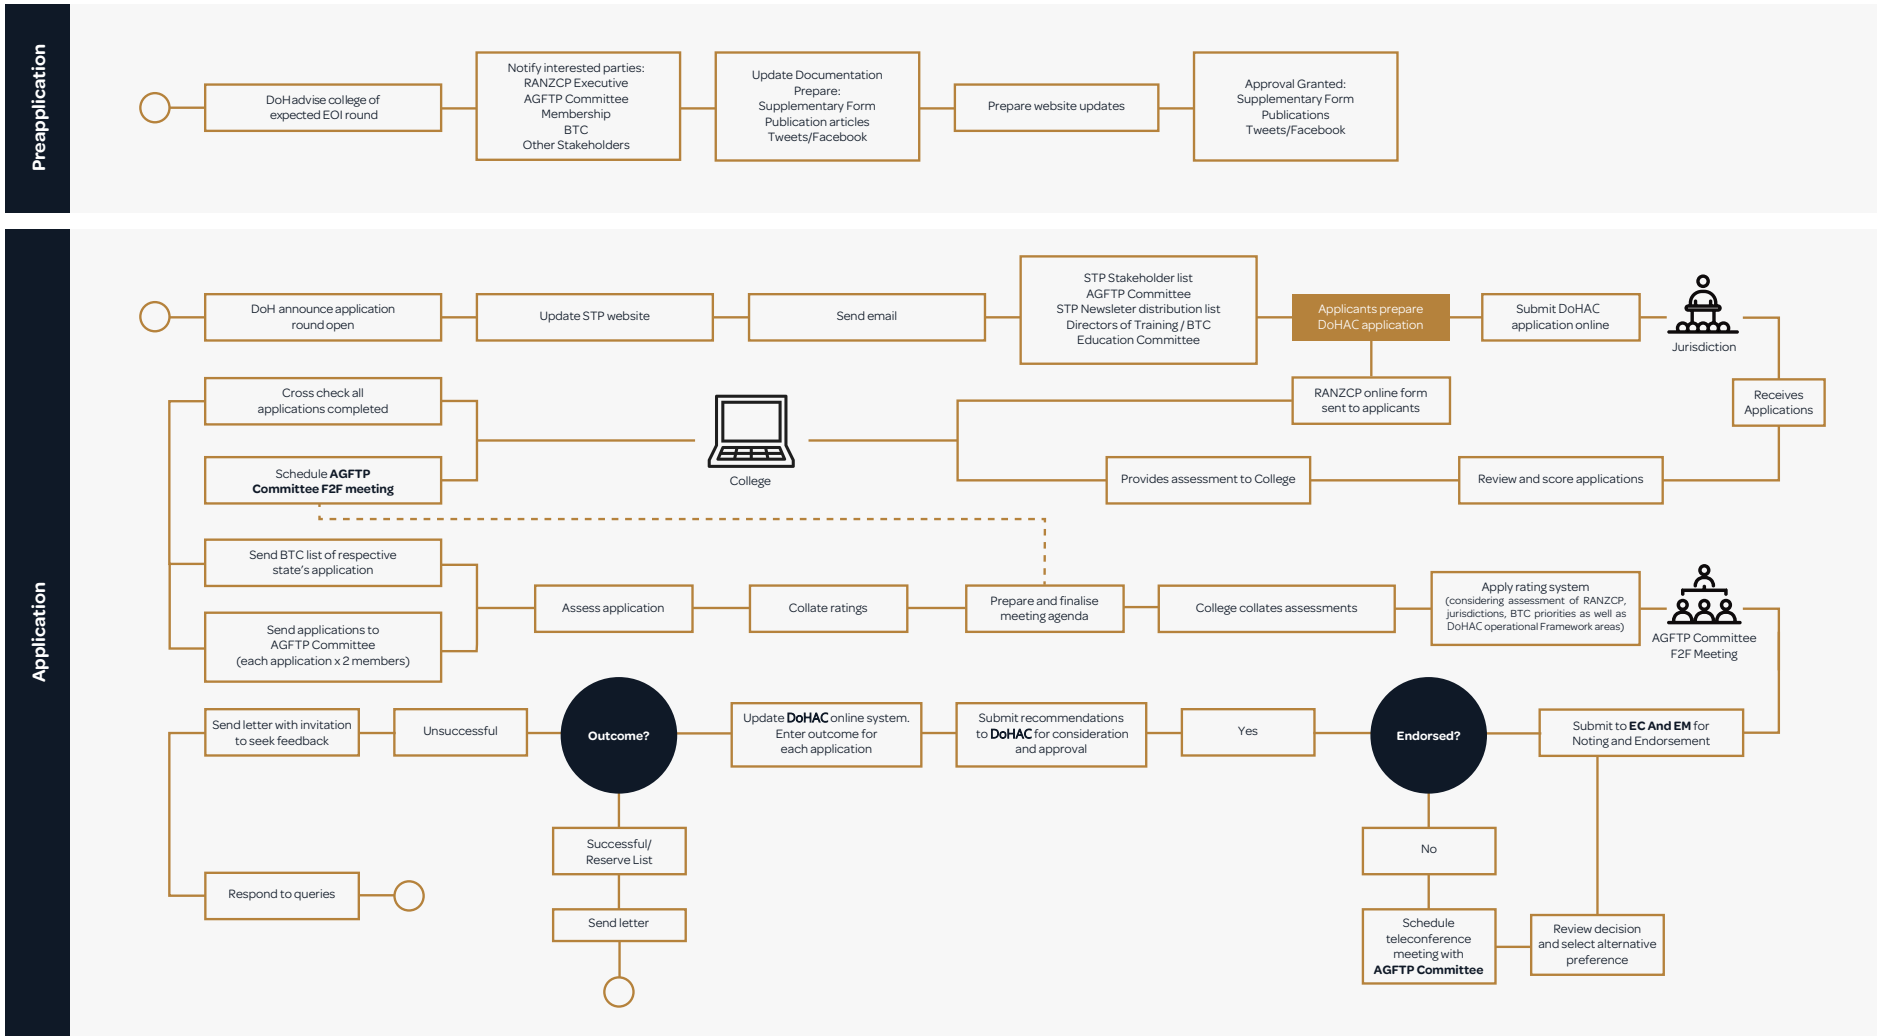 Preapplication
DoH advise college of
expected EOI round
Notify interested parties:
RANZCP Executive
AGFTP Committee
Membership
BTC
Other Stakeholders
Update Documentation
Prepare:
Supplementary Form
Publication articles
Tweets/Facebook
Prepare website updates
Approval Granted:
Supplementary Form
Publications
Tweets/Facebook
Application
DoH announce application
round open
Update STP website
Send email
STP Stakeholder list
AGFTP Committee
STP Newsleter distribution list
Directors of Training / BTC
Education Committee
Applicants prepare
DoHAC application
Submit DoHAC
application online
Jurisdiction
Cross check all
applications completed
College
RANZCP online form
sent to applicants
Receives
Applications
Schedule AGFTP
Committee F2F meeting
Provides assessment to College
Review and score applications
Send BTC list of respective
state's application
Send applications to
AGFTP Committee
(each application x 2 members)
Assess application
Collate ratings
Prepare and finalise
meeting agenda
College collates assessments
Apply rating system
(considering assessment of RANZCP,
jurisdictions, BTC priorities as well as
DoHAC operational Framework areas)
AGFTP Committee
F2F Meeting
Send letter with invitation
to seek feedback
Unsuccessful
Outcome?
Update DoHAC online system.
Enter outcome for
each application
Submit recommendations
to DoHAC for consideration
and approval
Yes
Endorsed?
Submit to EC And EM for
Noting and Endorsement
Successful/
Reserve List
No
Respond to queries
Send letter
Schedule
teleconference
meeting with
AGFTP Committee
Review decision
and select alternative
preference